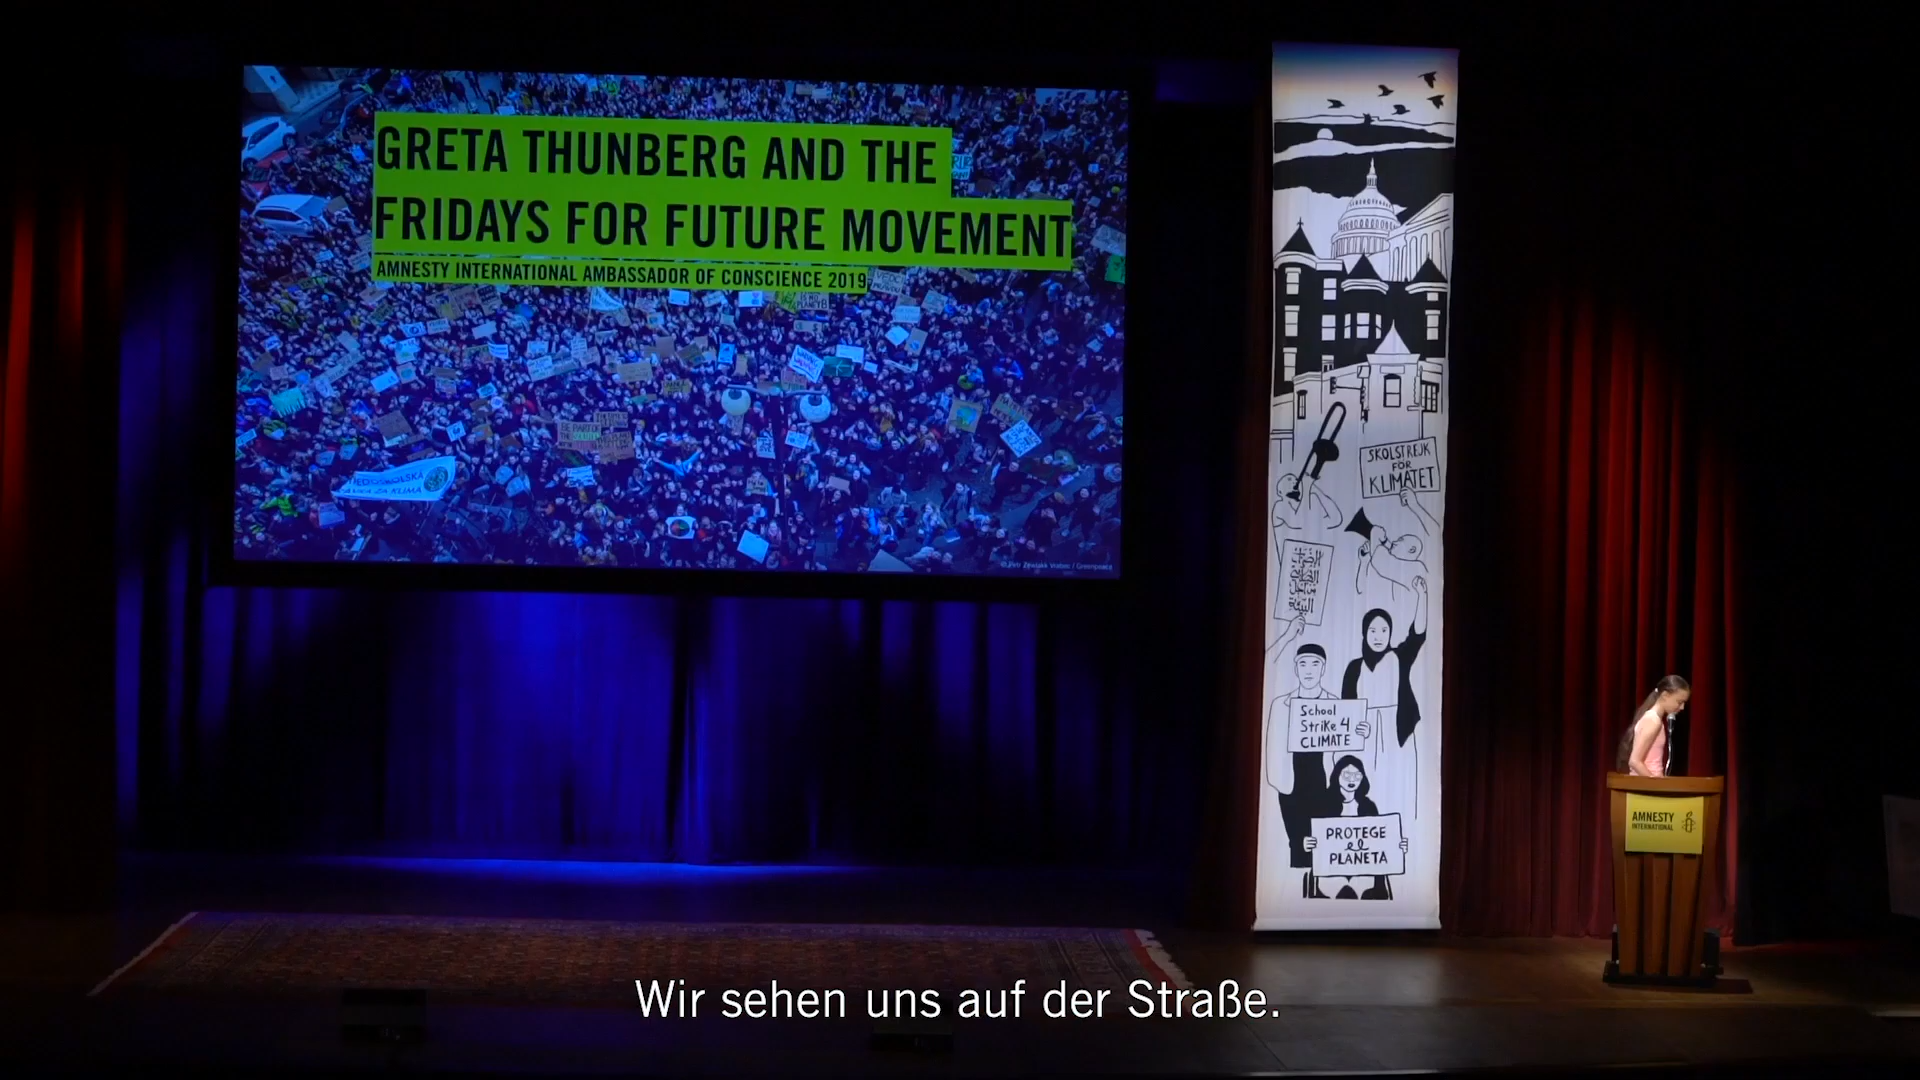 GRETA THUNBERG AND THE
FRIDAYS FOR FUTURE MOVEMENT
AMNESTY INTERNATIONAL AMBASSADOR OF CONSCIENCE 2019
SKOLSTREJK
FÖR
KLIMATET
School
Strike 4
CLIMATE
PROTEGE
el
PLANETA
AMNESTY
INTERNATIONAL
Wir sehen uns auf der Straße.